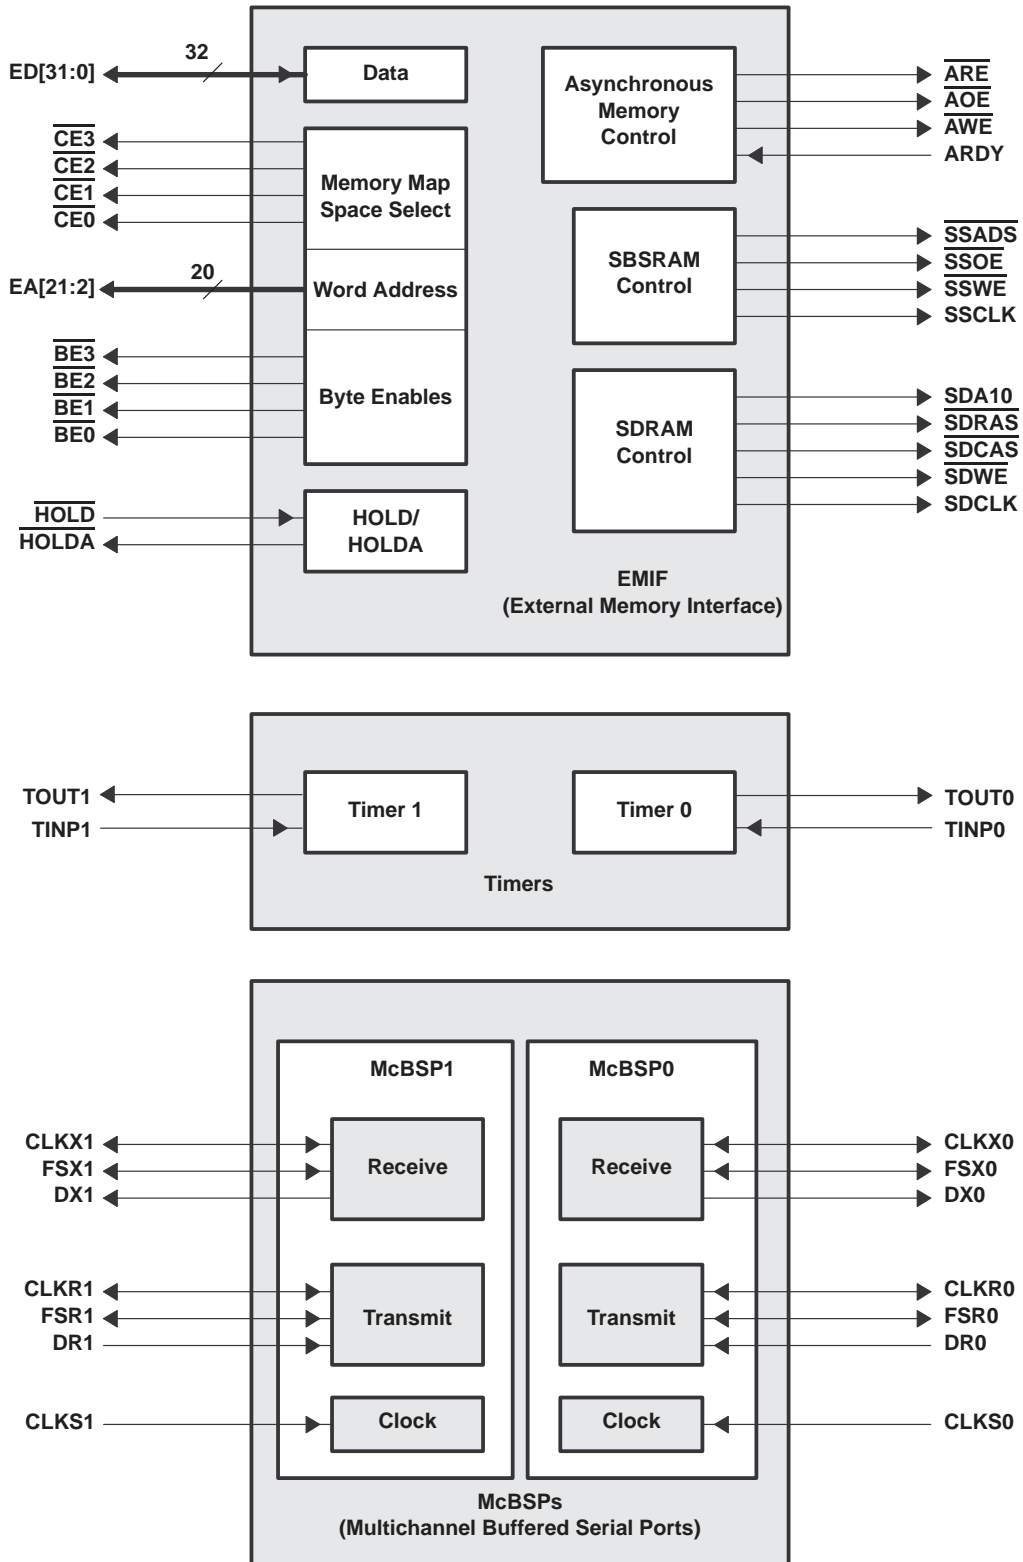 32
ED[31:0]
Data
CE3
CE2
CE1
CE0
Memory Map
Space Select
20
EA[21:2]
Word Address
BE3
BE2
BE1
BE0
Byte Enables
HOLD
HOLDA
HOLD/
HOLDA
Asynchronous
Memory
Control
ARE
AOE
AWE
ARDY
SBSRAM
Control
SSADS
SSOE
SSWE
SSCLK
SDRAM
Control
SDA10
SDRAS
SDCAS
SDWE
SDCLK
EMIF
(External Memory Interface)
TOUT1
TINP1
Timer 1
Timer 0
TOUT0
TINP0
Timers
McBSP1
McBSP0
CLKX1
FSX1
DX1
Receive
Receive
CLKX0
FSX0
DX0
CLKR1
FSR1
DR1
Transmit
Transmit
CLKR0
FSR0
DR0
CLKS1
Clock
Clock
CLKS0
McBSPs
(Multichannel Buffered Serial Ports)